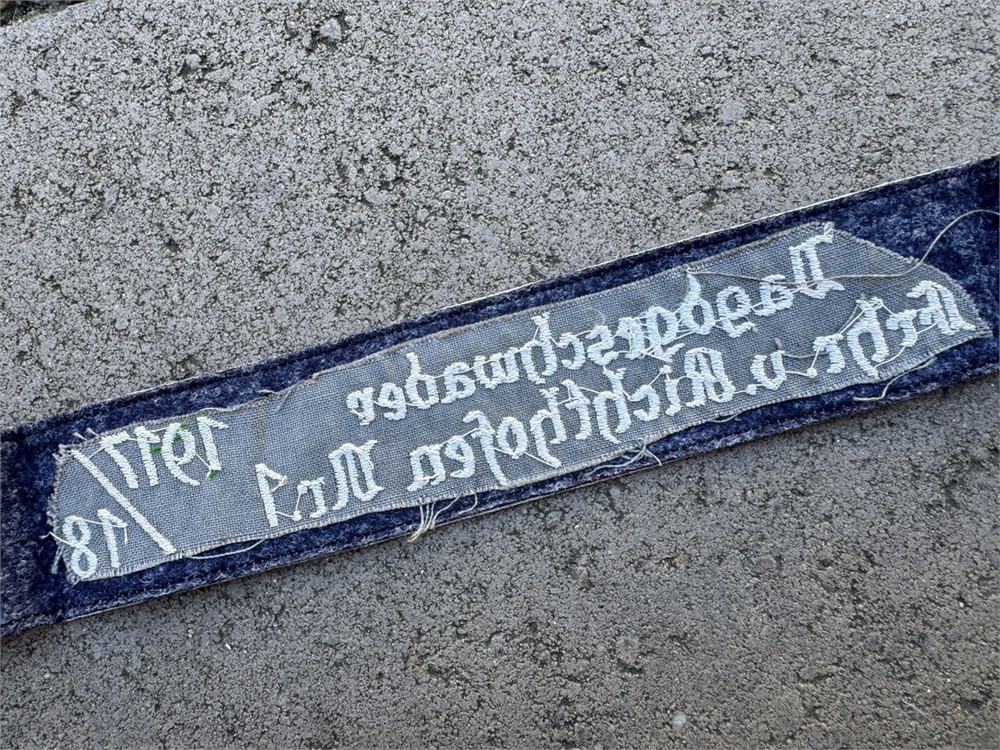 Jagdgeschwader
Frhr. v. Richthofen Nr. 1
1917/
18